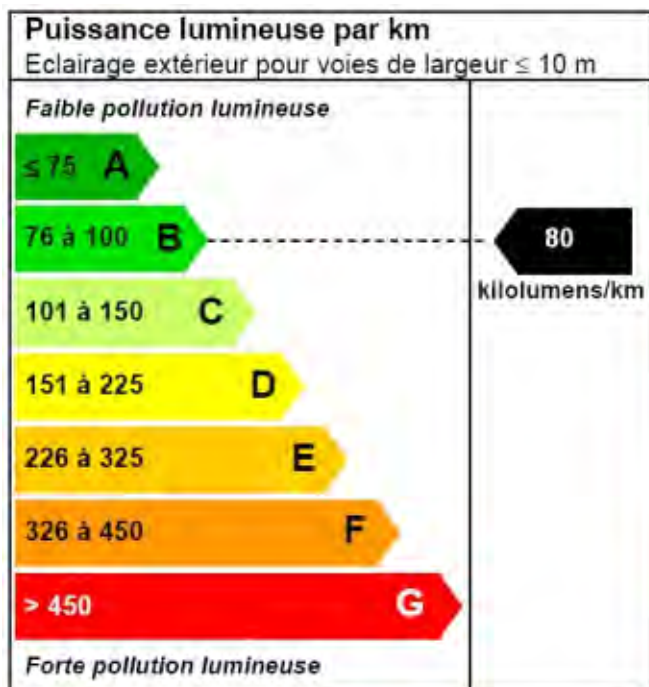 Puissance lumineuse par km
Eclairage extérieur pour voies de largeur ≤ 10 m
Faible pollution lumineuse
≤ 75 A
76 à 100 B
80
kilolumens/km
101 à 150 C
151 à 225 D
226 à 325 E
326 à 450 F
> 450 G
Forte pollution lumineuse